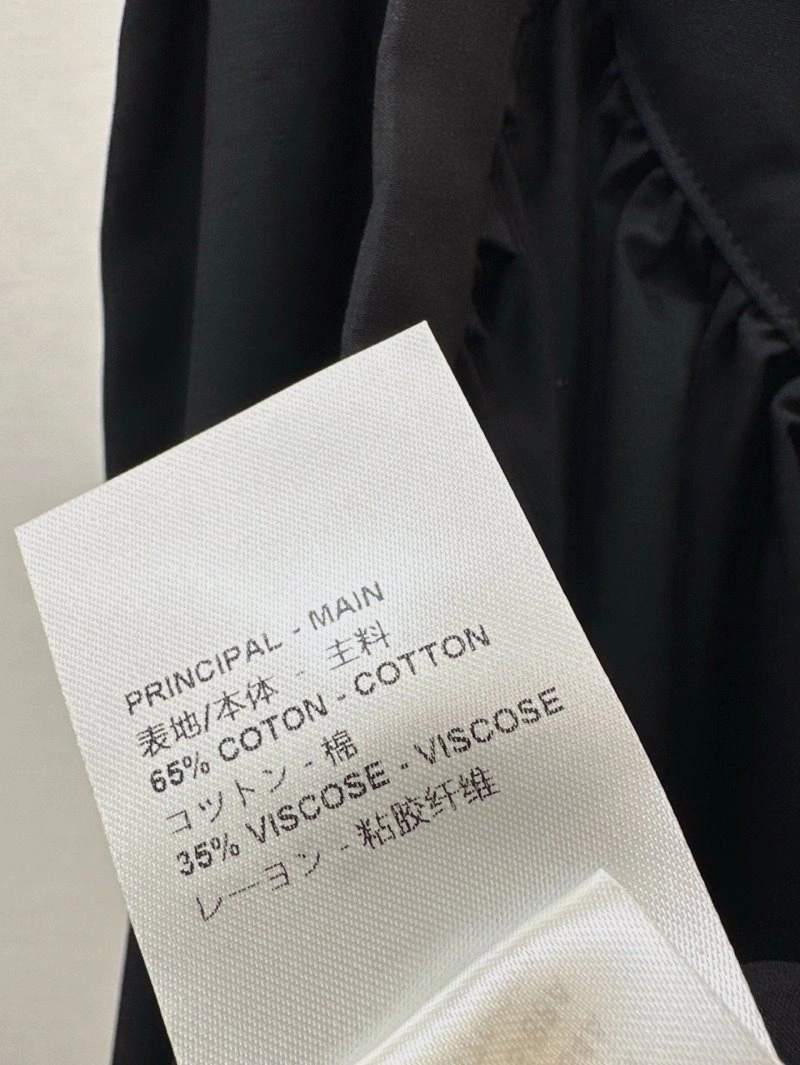 PRINCIPAL - MAIN
表地/本体 - 主料
65% COTON - COTTON
コットン - 棉
35% VISCOSE - VISCOSE
レーヨン - 粘胶纤维